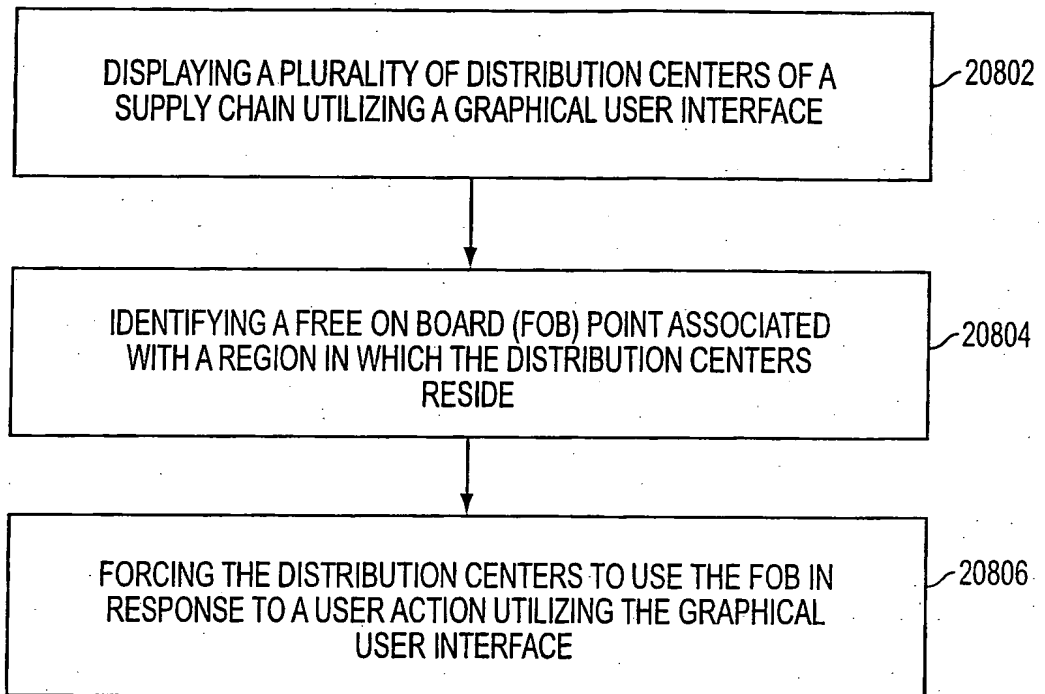 DISPLAYING A PLURALITY OF DISTRIBUTION CENTERS OF A
SUPPLY CHAIN UTILIZING A GRAPHICAL USER INTERFACE
20802
IDENTIFYING A FREE ON BOARD (FOB) POINT ASSOCIATED
WITH A REGION IN WHICH THE DISTRIBUTION CENTERS
RESIDE
20804
FORCING THE DISTRIBUTION CENTERS TO USE THE FOB IN
RESPONSE TO A USER ACTION UTILIZING THE GRAPHICAL
USER INTERFACE
20806